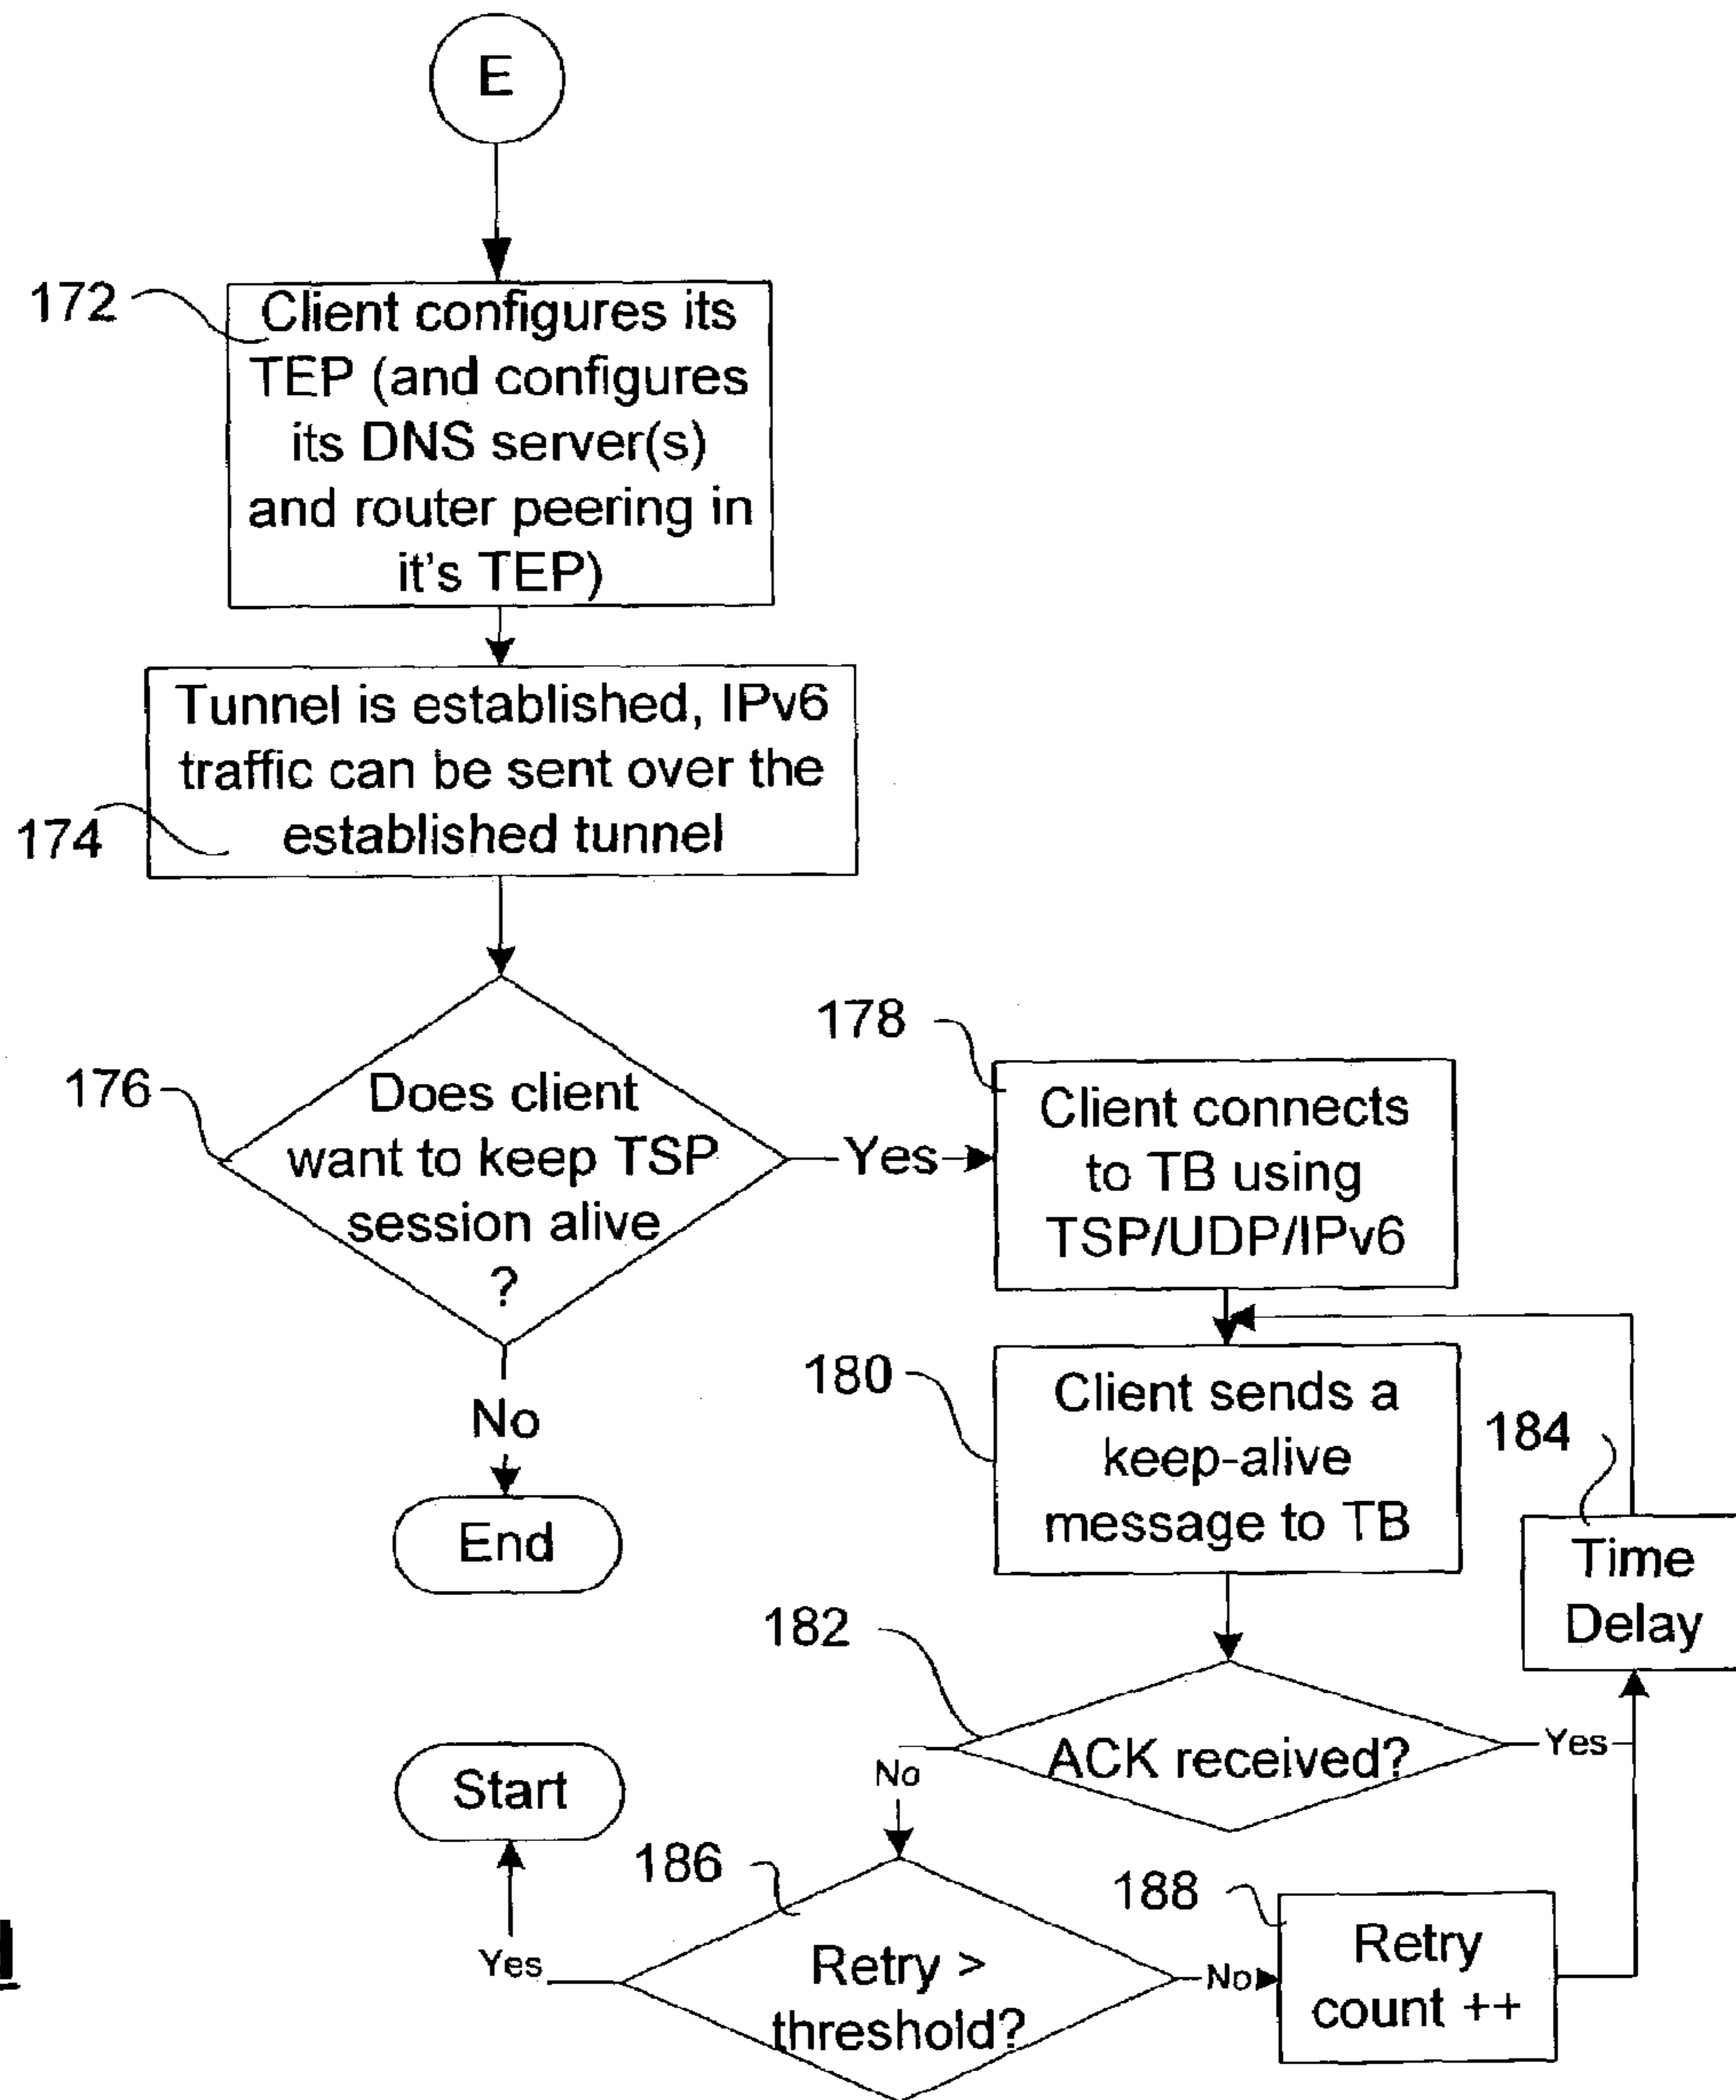 E
172
Client configures its
TEP (and configures
its DNS server(s)
and router peering in
it's TEP)
Tunnel is established, IPv6
traffic can be sent over the
established tunnel
174
176
Does client
want to keep TSP
session alive
?
Yes
178
Client connects
to TB using
TSP/UDP/IPv6
No
End
180
Client sends a
keep-alive
message to TB
184
Time
Delay
182
ACK received?
Yes
No
Start
186
Retry >
threshold?
Yes
No
188
Retry
count ++